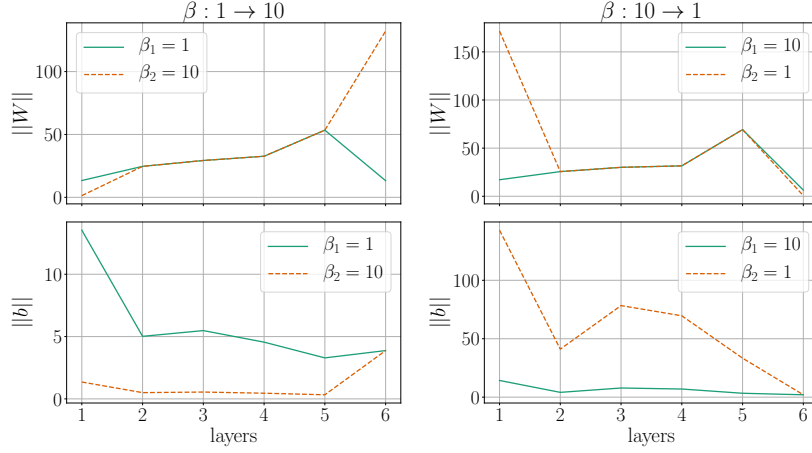 β : 1 → 10
β : 10 → 1
||W||
100
50
0
β₁ = 1
β₂ = 10
||W||
150
100
50
0
β₁ = 10
β₂ = 1
||b||
10
5
0
β₁ = 1
β₂ = 10
1 2 3 4 5 6
layers
||b||
100
50
0
β₁ = 10
β₂ = 1
1 2 3 4 5 6
layers